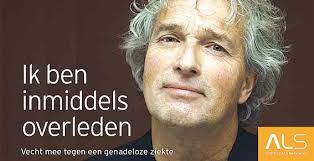 Ik ben
inmiddels
overleden
Vecht mee tegen een genadeloze ziekte
ALS